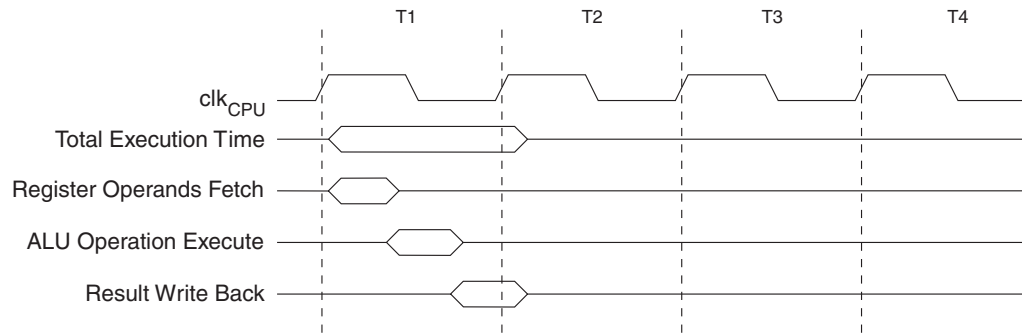 T1 T2 T3 T4
clkCPU
Total Execution Time
Register Operands Fetch
ALU Operation Execute
Result Write Back